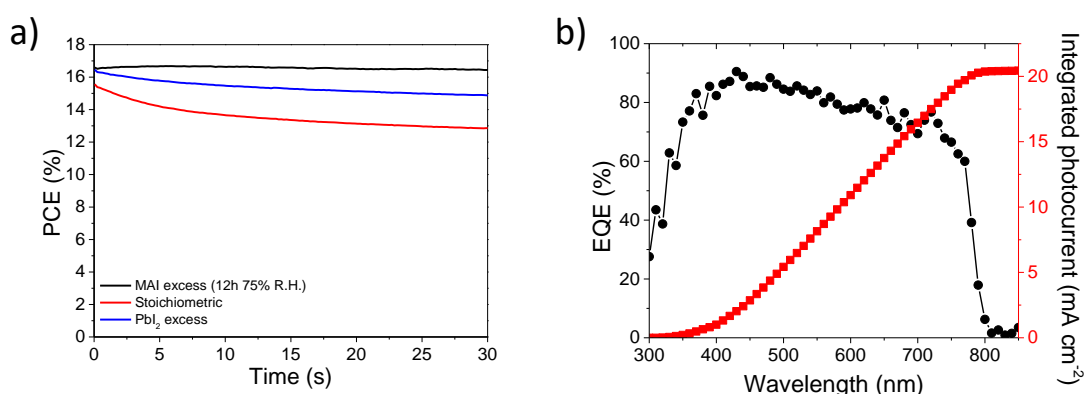 a)
18
16
14
12
10
8
6
4
2
0
PCE (%)
MAI excess (12h 75% R.H.)
Stoichiometric
PbI2 excess
0 5 10 15 20 25 30
Time (s)
b)
100
80
60
40
20
0
EQE (%)
300 400 500 600 700 800
Wavelength (nm)
20
15
10
5
0
Integrated photocurrent (mA cm-2)